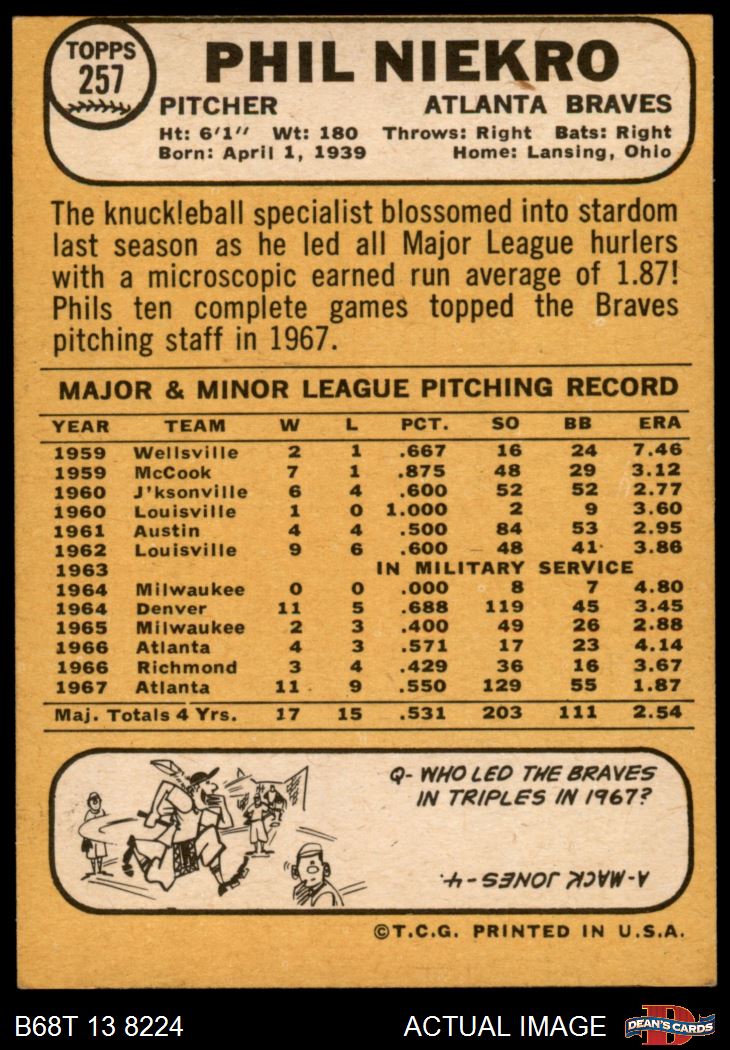 TOPPS
257
PHIL NIEKRO
PITCHER ATLANTA BRAVES
Ht: 6'1" Wt: 180 Throws: Right Bats: Right
Born: April 1, 1939 Home: Lansing, Ohio
The knuckleball specialist blossomed into stardom
last season as he led all Major League hurlers
with a microscopic earned run average of 1.87!
Phils ten complete games topped the Braves
pitching staff in 1967.
MAJOR & MINOR LEAGUE PITCHING RECORD
YEAR TEAM W L PCT. SO BB ERA
1959 Wellsville 2 1 .667 16 24 7.46
1959 McCook 7 1 .875 48 29 3.12
1960 J'ksonville 6 4 .600 52 52 2.77
1960 Louisville 1 0 1.000 2 9 3.60
1961 Austin 4 4 .500 84 53 2.95
1962 Louisville 9 6 .600 48 41 3.86
1963 IN MILITARY SERVICE
1964 Milwaukee 0 0 .000 8 7 4.80
1964 Denver 11 5 .688 119 45 3.45
1965 Milwaukee 2 3 .400 49 26 2.88
1966 Atlanta 4 3 .571 17 23 4.14
1966 Richmond 3 4 .429 36 16 3.67
1967 Atlanta 11 9 .550 129 55 1.87
Maj. Totals 4 Yrs. 17 15 .531 203 111 2.54
Q- WHO LED THE BRAVES
IN TRIPLES IN 1967?
A- MACK JONES - 4.
©T.C.G. PRINTED IN U.S.A.
B68T 13 8224 ACTUAL IMAGE D DEAN'S CARDS